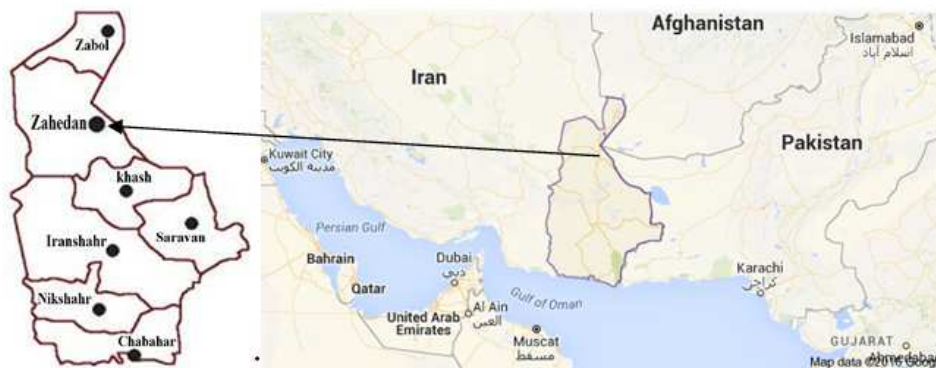 Zabol
Zahedan
khash
Saravan
Iranshahr
Nikshahr
Chabahar
Afghanistan
Islamabad
اسلام آباد
Iran
Pakistan
Kuwait City
مدينة الكويت
Persian Gulf
Bahrain
Qatar
Dubai
دبي
Gulf of Oman
Al Ain
العين
United Arab
Emirates
Muscat
مسقط
Karachi
کراچی
GUJARAT
Ahmedabad
Map data ©2016 Google